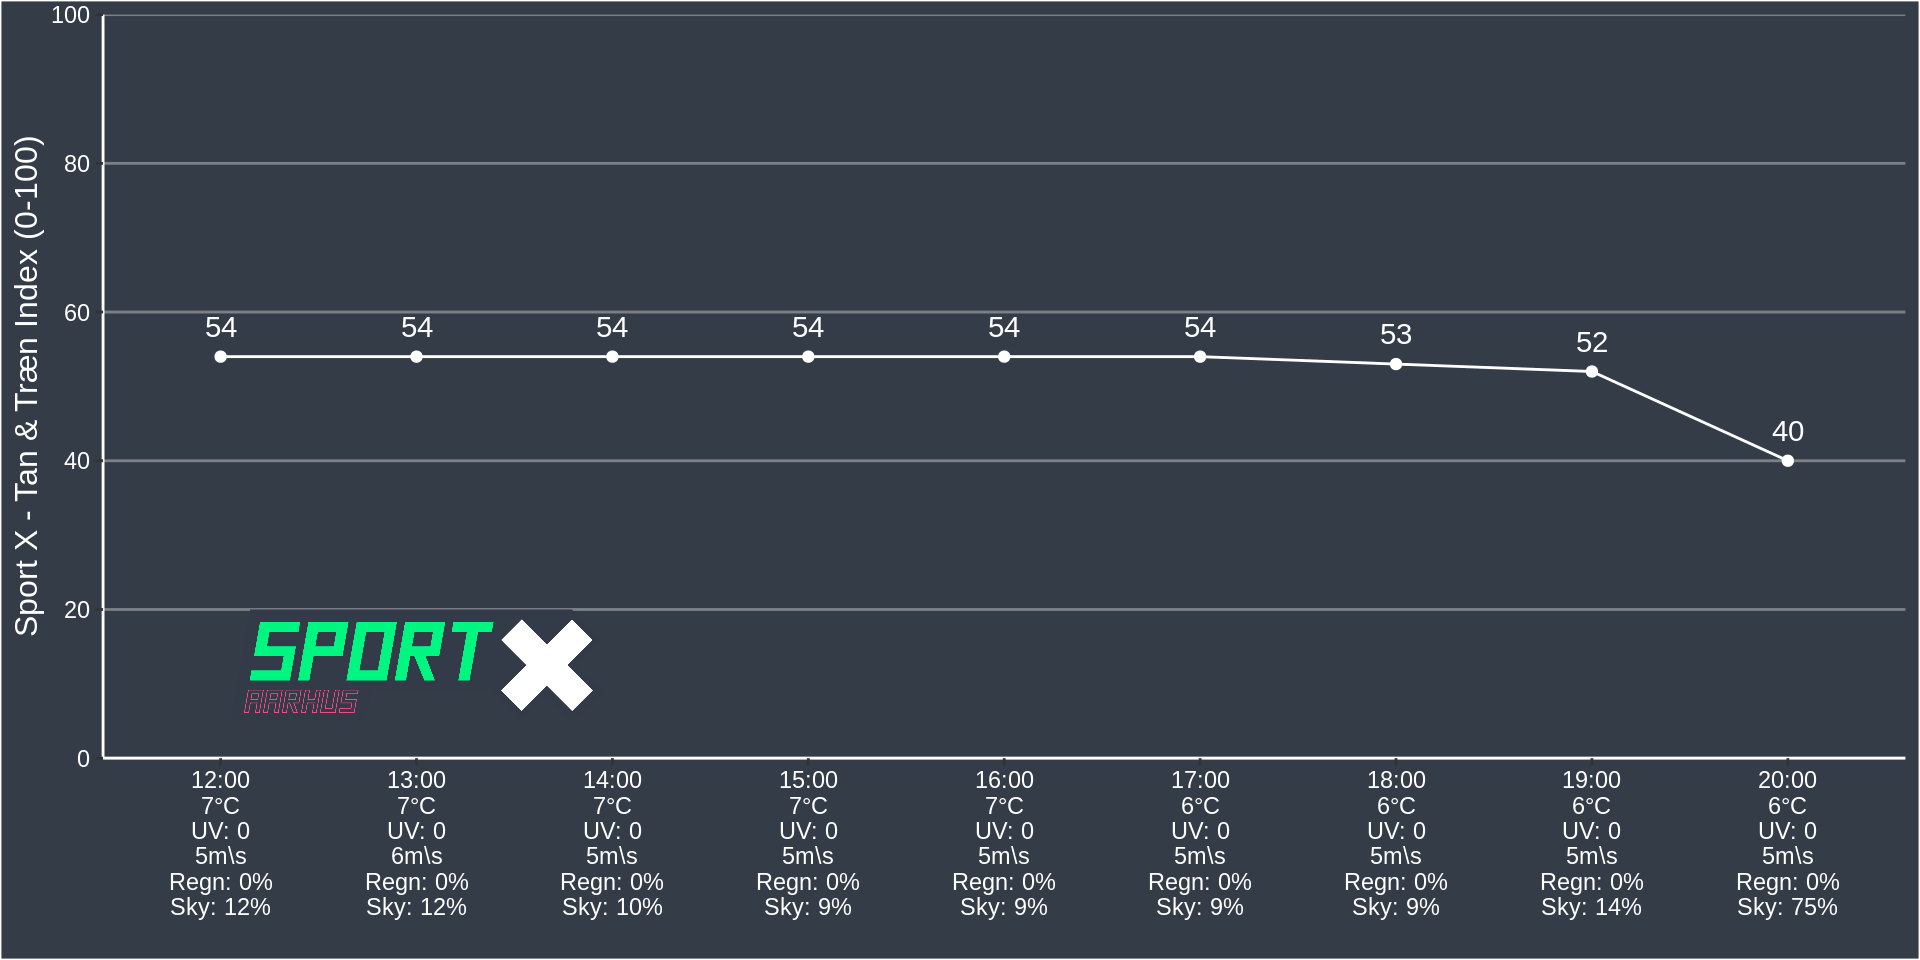 Sport X - Tan & Træn Index (0-100)
100
80
60
40
20
0
54 54 54 54 54 54 53 52 40
SPORT X
AARHUS
12:00 13:00 14:00 15:00 16:00 17:00 18:00 19:00 20:00
7°C 7°C 7°C 7°C 7°C 6°C 6°C 6°C 6°C
UV: 0 UV: 0 UV: 0 UV: 0 UV: 0 UV: 0 UV: 0 UV: 0 UV: 0
5m\s 6m\s 5m\s 5m\s 5m\s 5m\s 5m\s 5m\s 5m\s
Regn: 0% Regn: 0% Regn: 0% Regn: 0% Regn: 0% Regn: 0% Regn: 0% Regn: 0% Regn: 0%
Sky: 12% Sky: 12% Sky: 10% Sky: 9% Sky: 9% Sky: 9% Sky: 9% Sky: 14% Sky: 75%